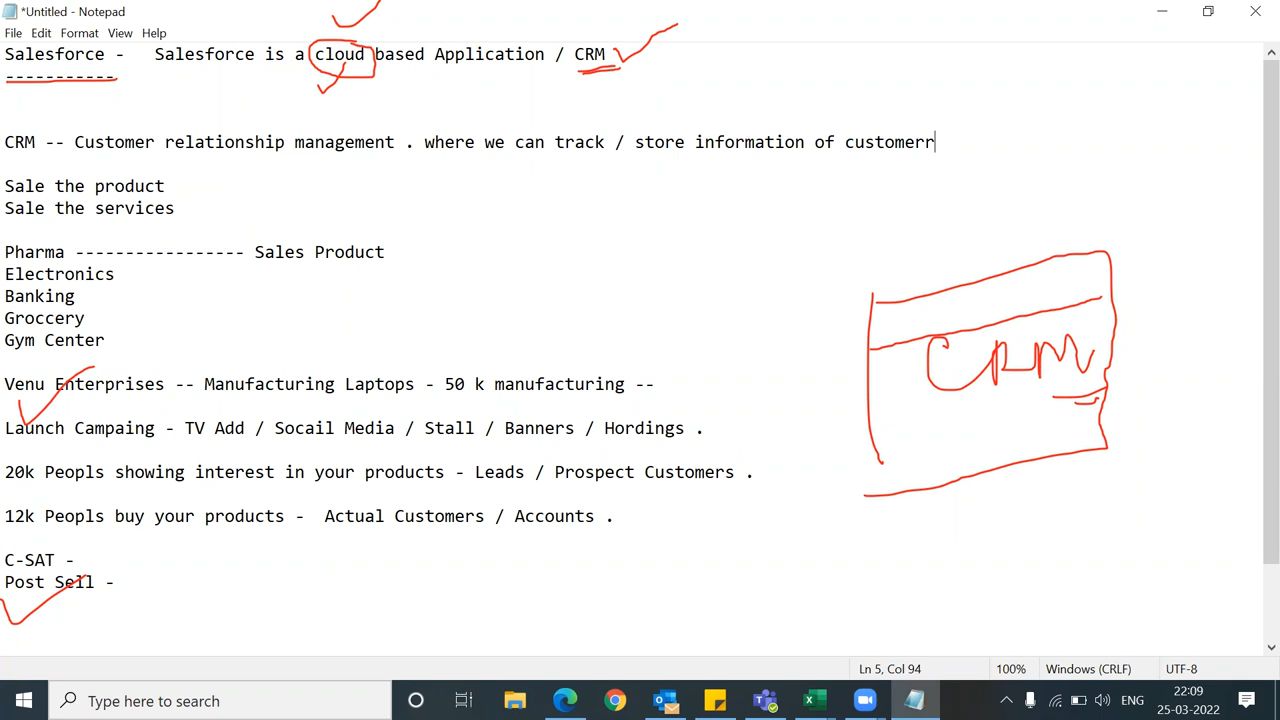 *Untitled - Notepad
File Edit Format View Help
Salesforce -   Salesforce is a cloud based Application / CRM
-----------
CRM -- Customer relationship management . where we can track / store information of customerr
Sale the product
Sale the services
Pharma ----------------- Sales Product
Electronics
Banking
Groccery
Gym Center
CRM
Venu Enterprises -- Manufacturing Laptops - 50 k manufacturing --
Launch Campaing - TV Add / Socail Media / Stall / Banners / Hordings .
20k Peopls showing interest in your products - Leads / Prospect Customers .
12k Peopls buy your products -  Actual Customers / Accounts .
C-SAT -
Post Sell -
Ln 5, Col 94 100% Windows (CRLF) UTF-8
Type here to search
ENG
22:09
25-03-2022